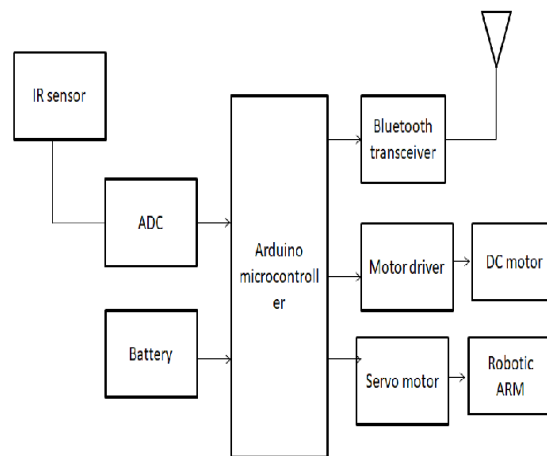 IR sensor
Bluetooth
transceiver
ADC
Arduino
microcontroll
er
Motor driver
DC motor
Battery
Servo motor
Robotic
ARM